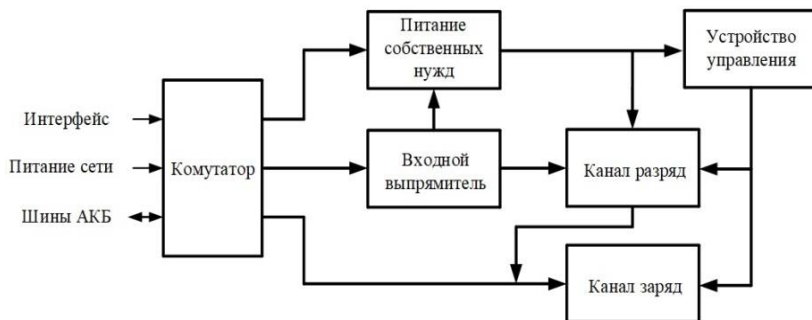 Питание
собственных
нужд
Устройство
управления
Интерфейс
Питание сети
Шины АКБ
Комутатор
Входной
выпрямитель
Канал разряд
Канал заряд